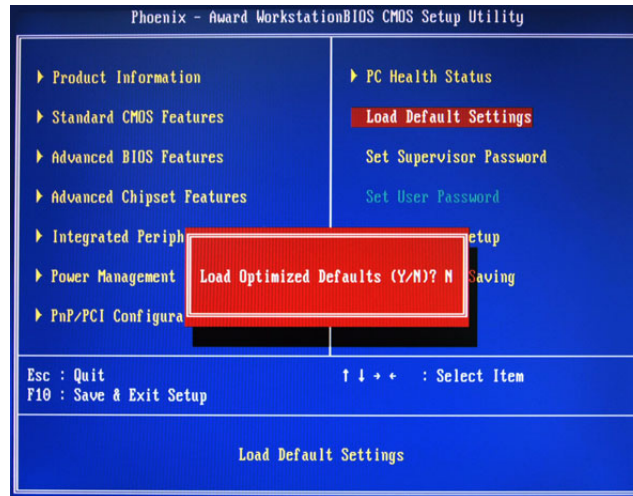 Phoenix - Award WorkstationBIOS CMOS Setup Utility
Product Information
Standard CMOS Features
Advanced BIOS Features
Advanced Chipset Features
Integrated Periph
Power Management
PnP/PCI Configura
PC Health Status
Load Default Settings
Set Supervisor Password
Set User Password
etup
Saving
Load Optimized Defaults (Y/N)? N
Esc : Quit
F10 : Save & Exit Setup
↑ ↓ → ← : Select Item
Load Default Settings